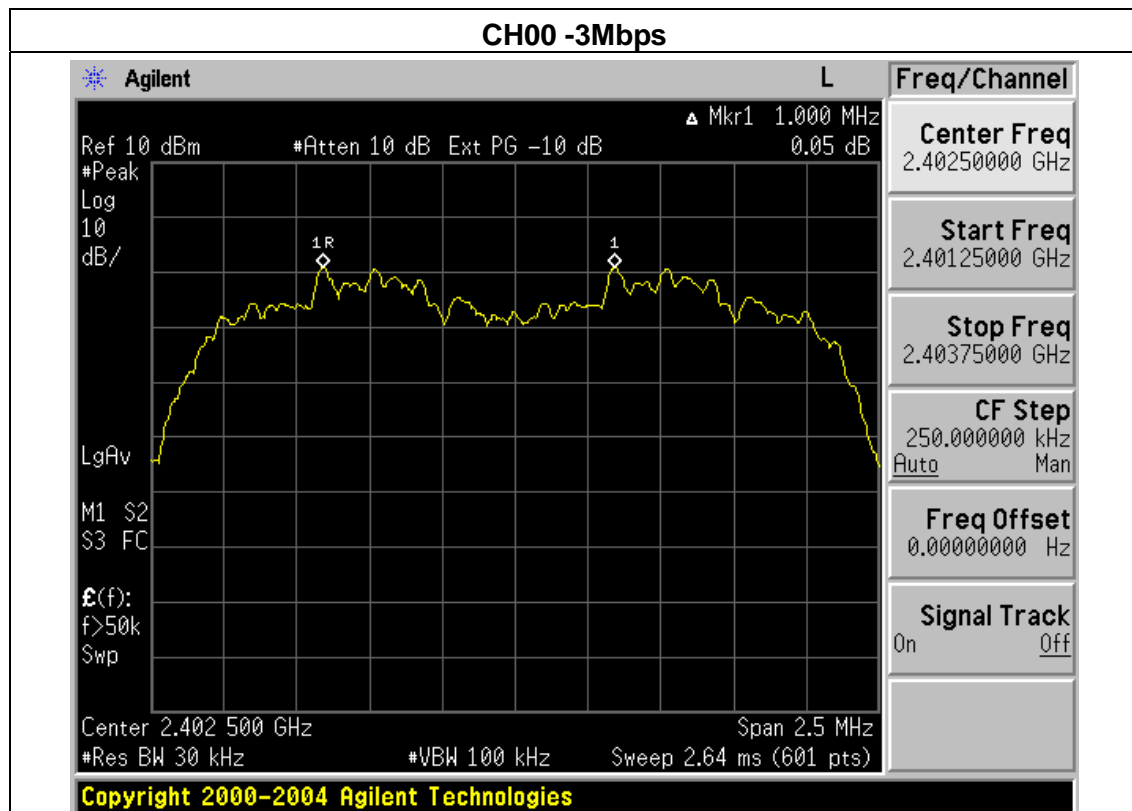 CH00 -3Mbps
Agilent L Freq/Channel
▵ Mkr1 1.000 MHz
Ref 10 dBm #Atten 10 dB Ext PG -10 dB 0.05 dB
#Peak
Log
10
dB/
1R 1
LgAv
M1 S2
S3 FC
£(f):
f>50k
Swp
Center 2.402 500 GHz Span 2.5 MHz
#Res BW 30 kHz #VBW 100 kHz Sweep 2.64 ms (601 pts)
Center Freq
2.40250000 GHz
Start Freq
2.40125000 GHz
Stop Freq
2.40375000 GHz
CF Step
250.000000 kHz
Auto Man
Freq Offset
0.00000000 Hz
Signal Track
On Off
Copyright 2000-2004 Agilent Technologies